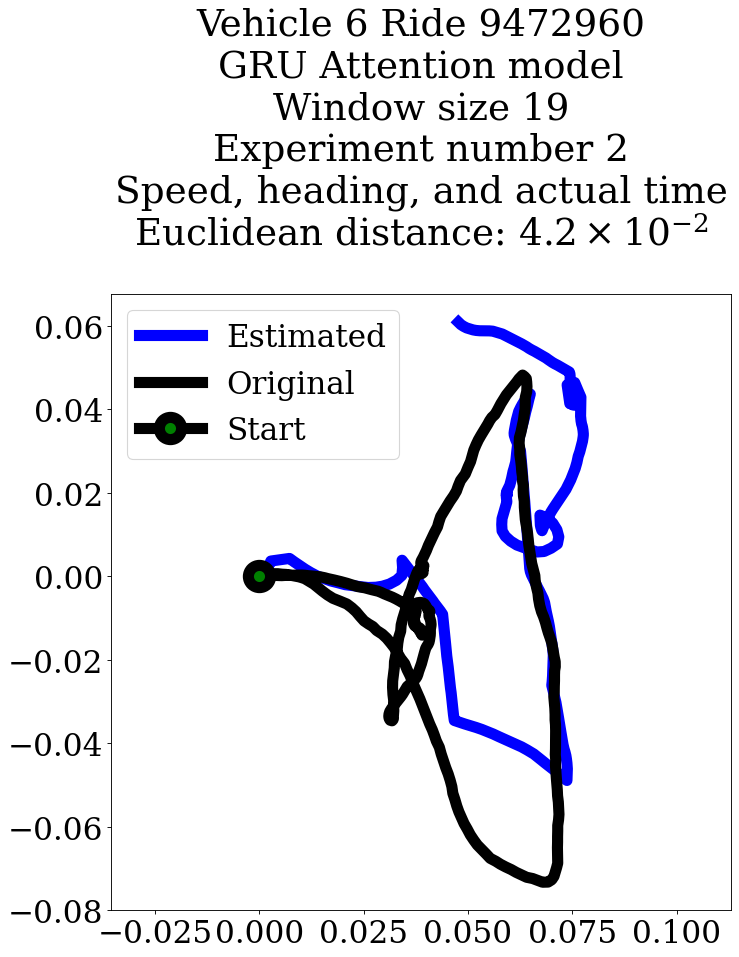 Vehicle 6 Ride 9472960
GRU Attention model
Window size 19
Experiment number 2
Speed, heading, and actual time
Euclidean distance: 4.2 × 10⁻²
Estimated
Original
Start
0.06
0.04
0.02
0.00
−0.02
−0.04
−0.06
−0.08
−0.025 0.000 0.025 0.050 0.075 0.100